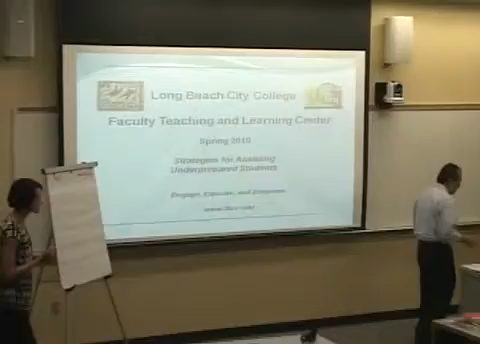 Long Beach City College
Faculty Teaching and Learning Center
Spring 2010
Strategies for Assisting
Underprepared Students
Engage, Educate, and Empower